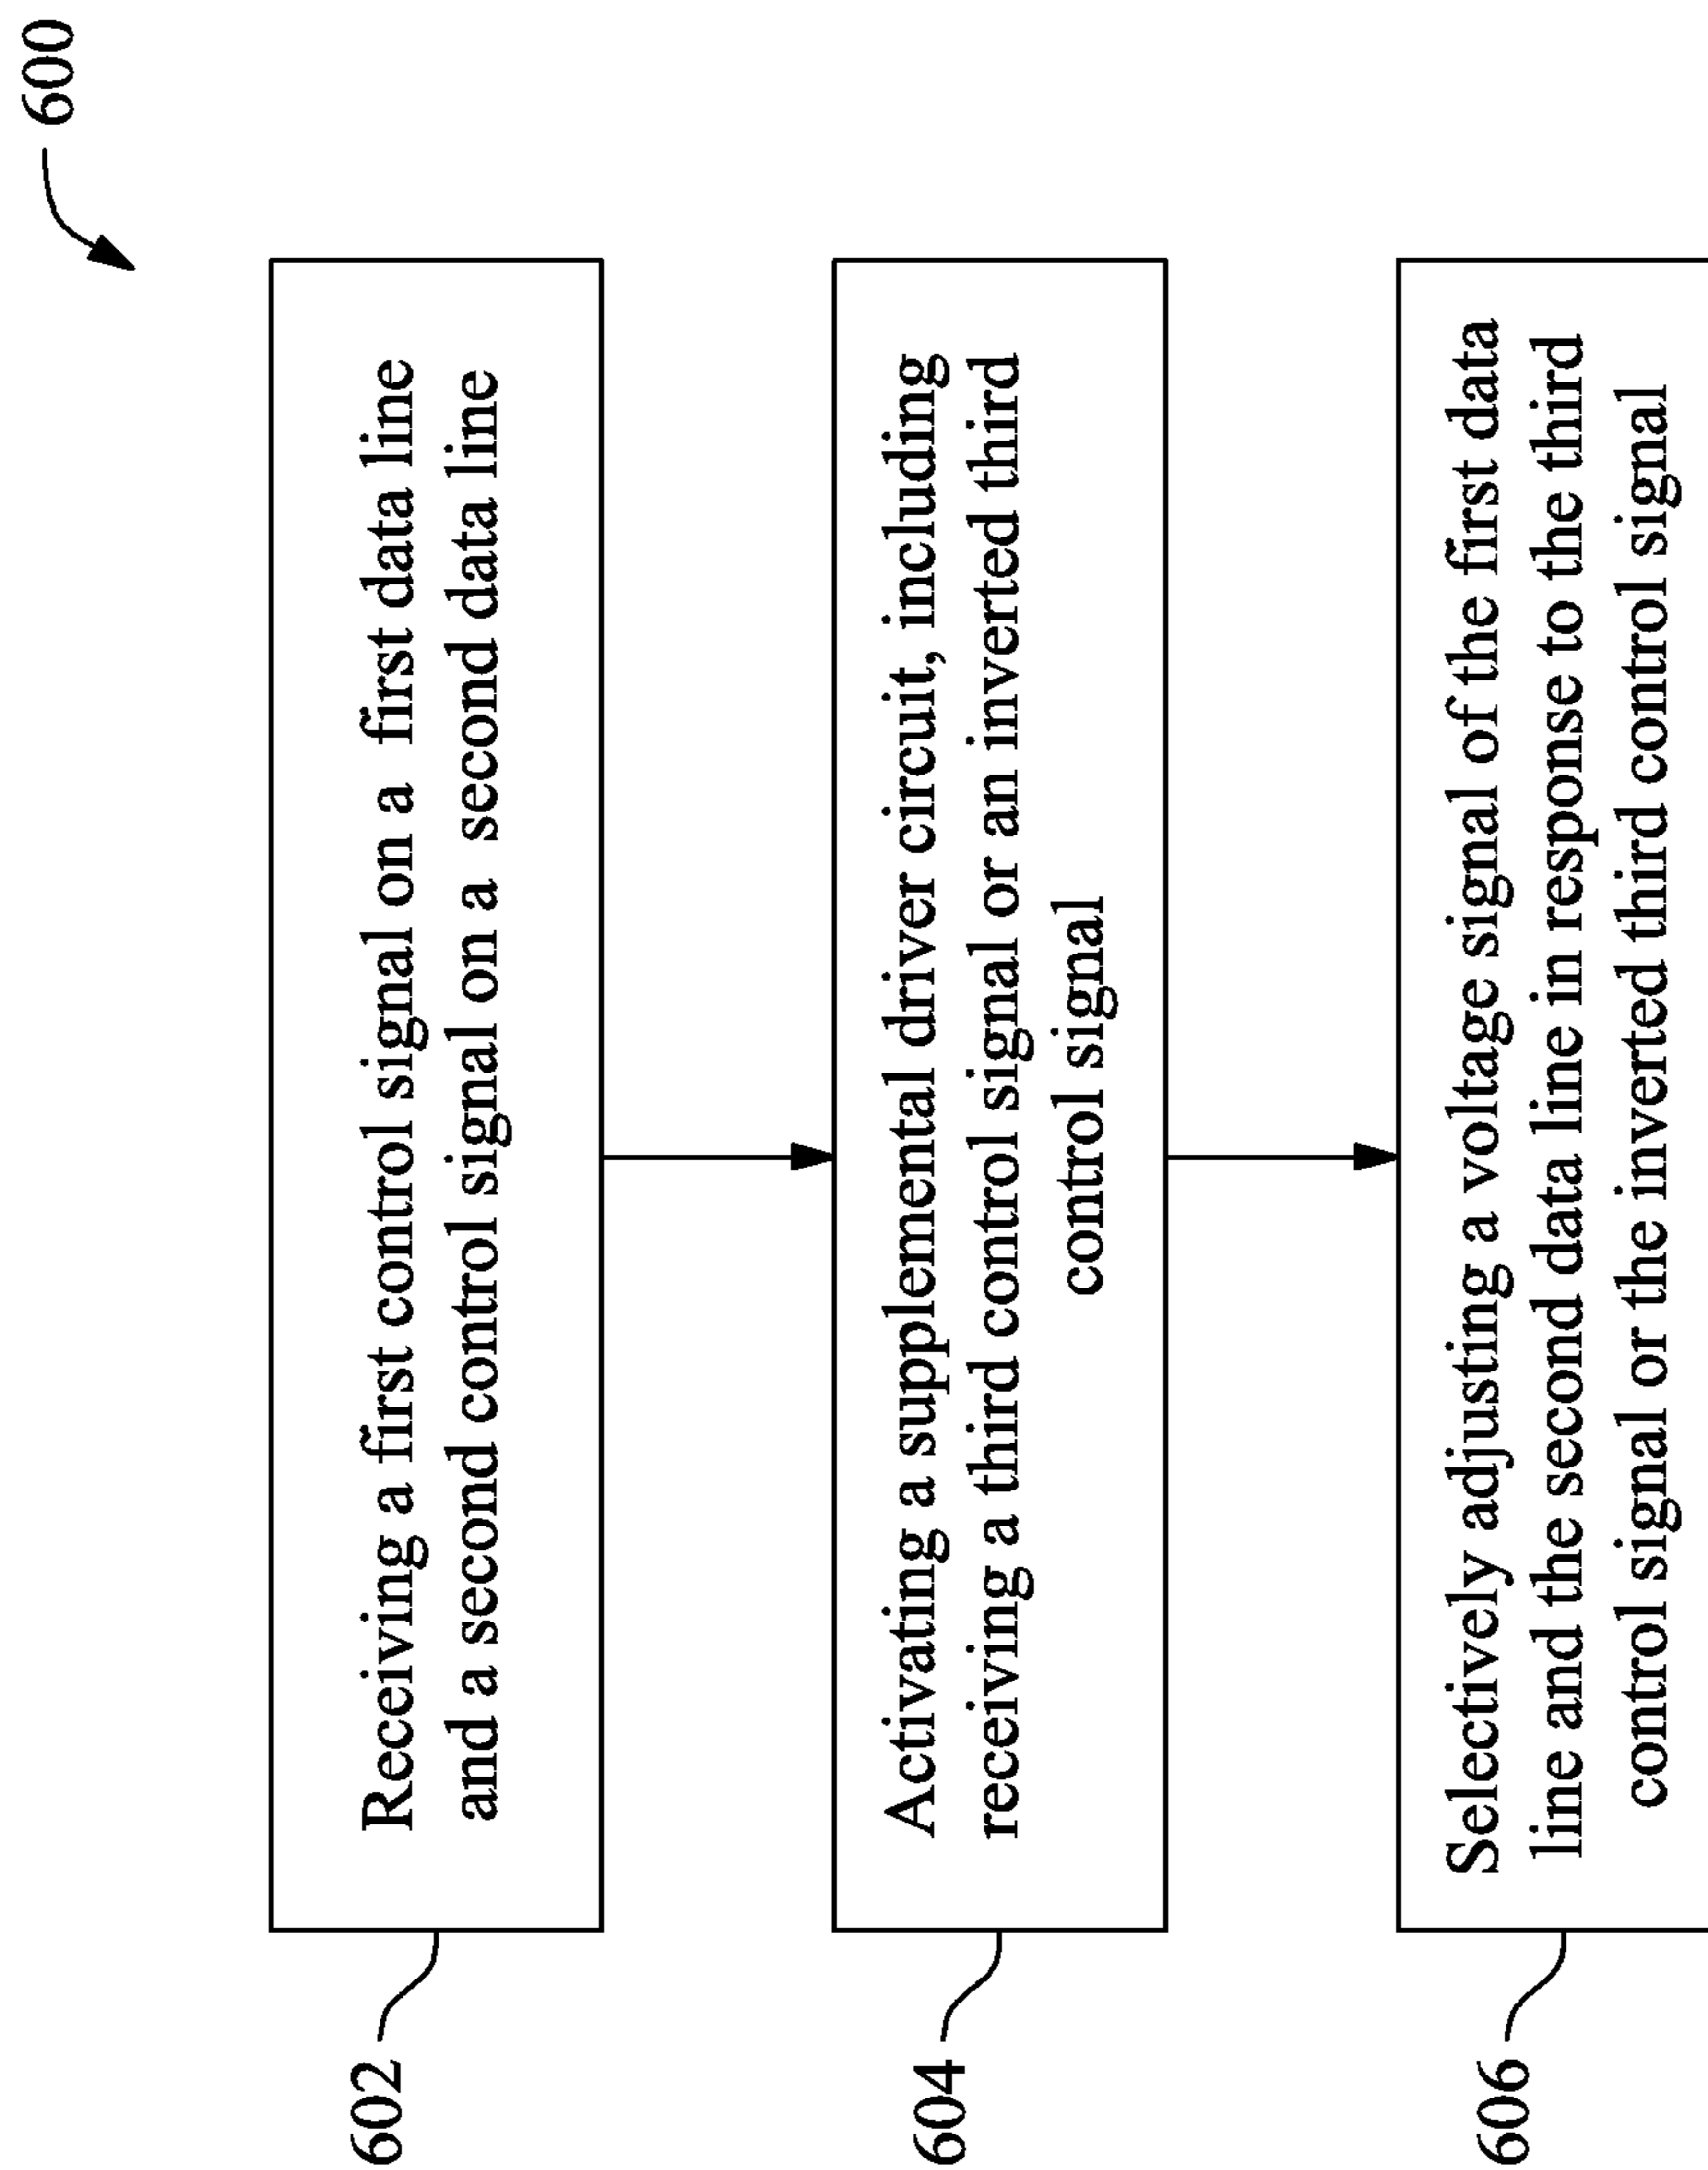 600
602
Receiving a first control signal on a first data line
and a second control signal on a second data line
604
Activating a supplemental driver circuit, including
receiving a third control signal or an inverted third
control signal
606
Selectively adjusting a voltage signal of the first data
line and the second data line in response to the third
control signal or the inverted third control signal